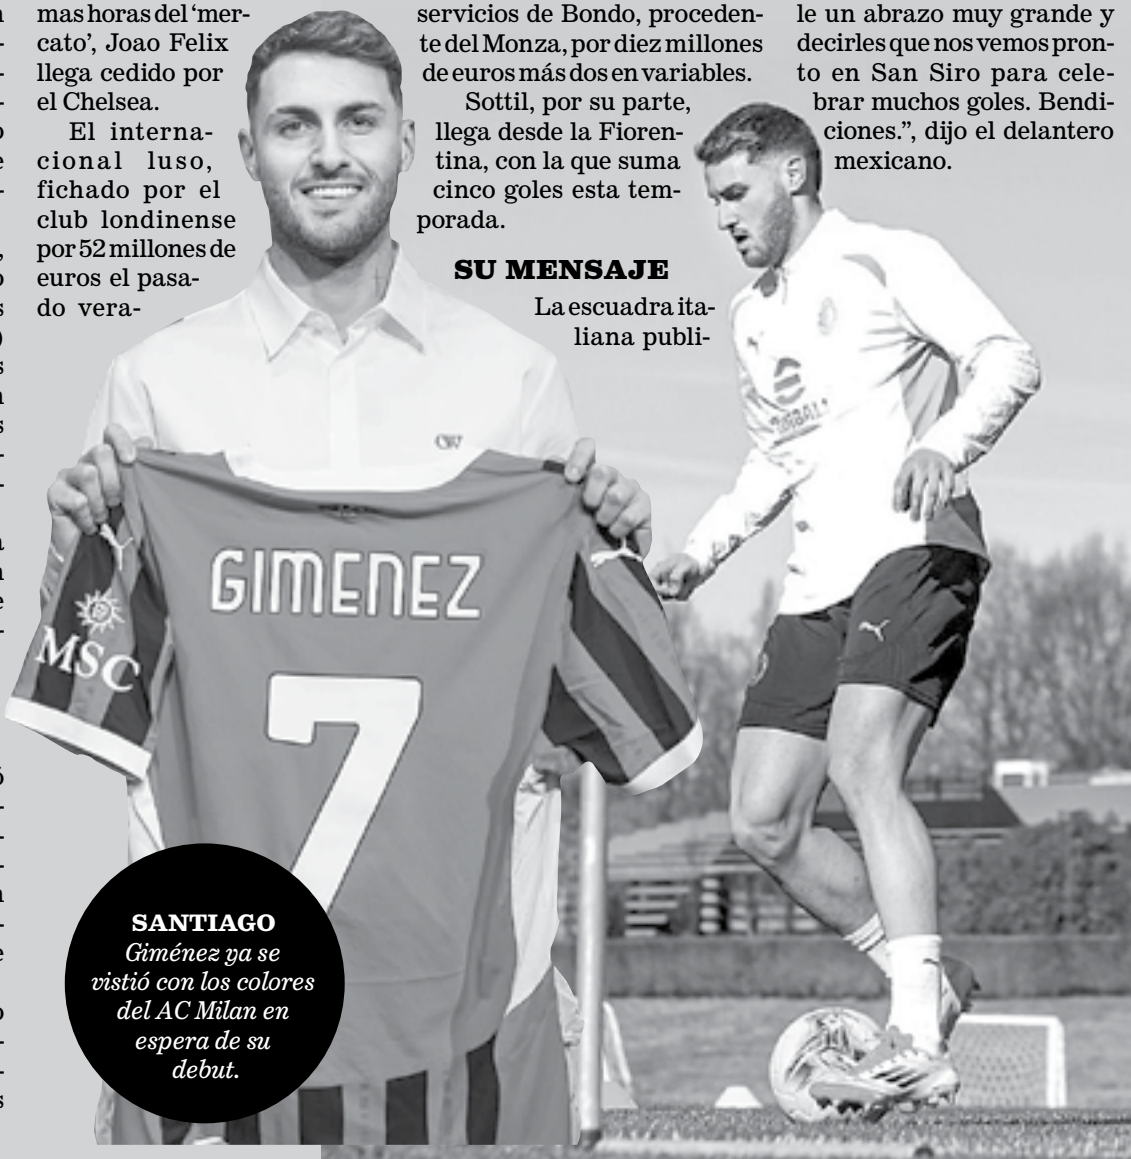 mas horas del ‘mer-
cato’, Joao Felix
llega cedido por
el Chelsea.
El interna-
cional luso,
fichado por el
club londinense
por 52 millones de
euros el pasa-
do vera-
servicios de Bondo, proceden-
te del Monza, por diez millones
de euros más dos en variables.
Sottil, por su parte,
llega desde la Fioren-
tina, con la que suma
cinco goles esta tem-
porada.
SU MENSAJE
La escuadra ita-
liana publi-
le un abrazo muy grande y
decirles que nos vemos pron-
to en San Siro para cele-
brar muchos goles. Bendi-
ciones.”, dijo el delantero
mexicano.
GIMENEZ
7
MSC
SANTIAGO
Giménez ya se
vistió con los colores
del AC Milan en
espera de su
debut.